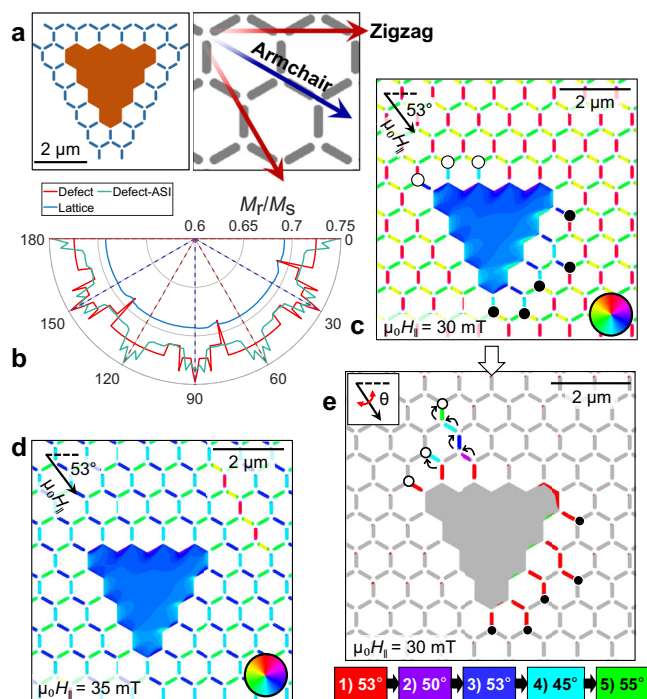 a
Zigzag
Armchair
2 μm
Defect
Defect-ASI
Lattice
Mr/Ms
0.6
0.65
0.7
0.75
180
0
150
30
120
60
90
b
53°
μ₀H∥
2 μm
μ₀H∥ = 30 mT
c
d
53°
μ₀H∥
2 μm
μ₀H∥ = 35 mT
e
θ
2 μm
μ₀H∥ = 30 mT
1) 53°
2) 50°
3) 53°
4) 45°
5) 55°